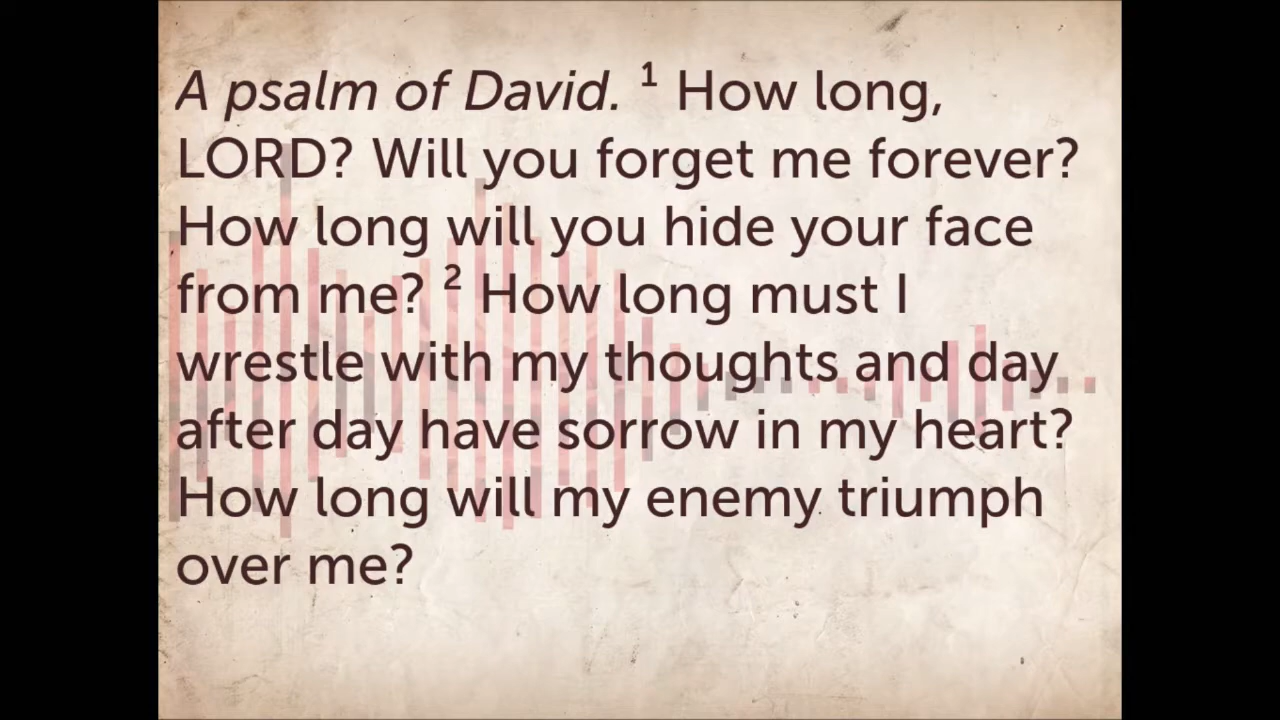 A psalm of David. ¹ How long,
LORD? Will you forget me forever?
How long will you hide your face
from me? ² How long must I
wrestle with my thoughts and day
after day have sorrow in my heart?
How long will my enemy triumph
over me?